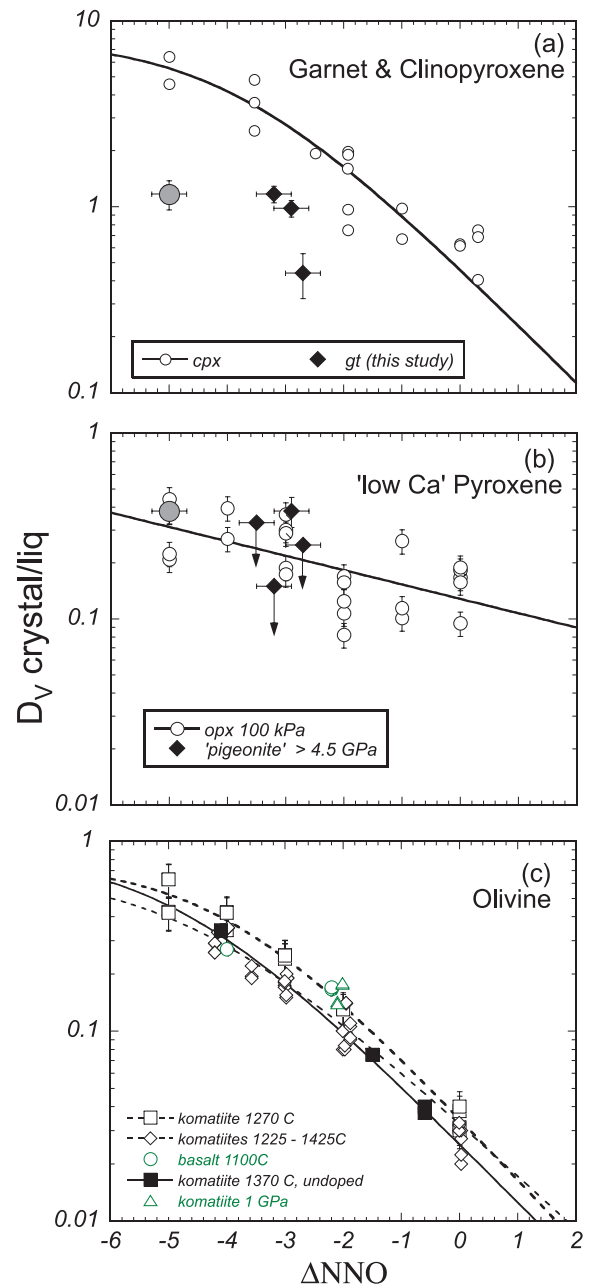 10
(a)
Garnet & Clinopyroxene
1
cpx
gt (this study)
0.1
1
(b)
'low Ca' Pyroxene
0.1
D_V crystal/liq
opx 100 kPa
'pigeonite' > 4.5 GPa
0.01
1
(c)
Olivine
0.1
komatiite 1270 C
komatiites 1225 - 1425C
basalt 1100C
komatiite 1370 C, undoped
komatiite 1 GPa
0.01
-6 -5 -4 -3 -2 -1 0 1 2
ΔNNO